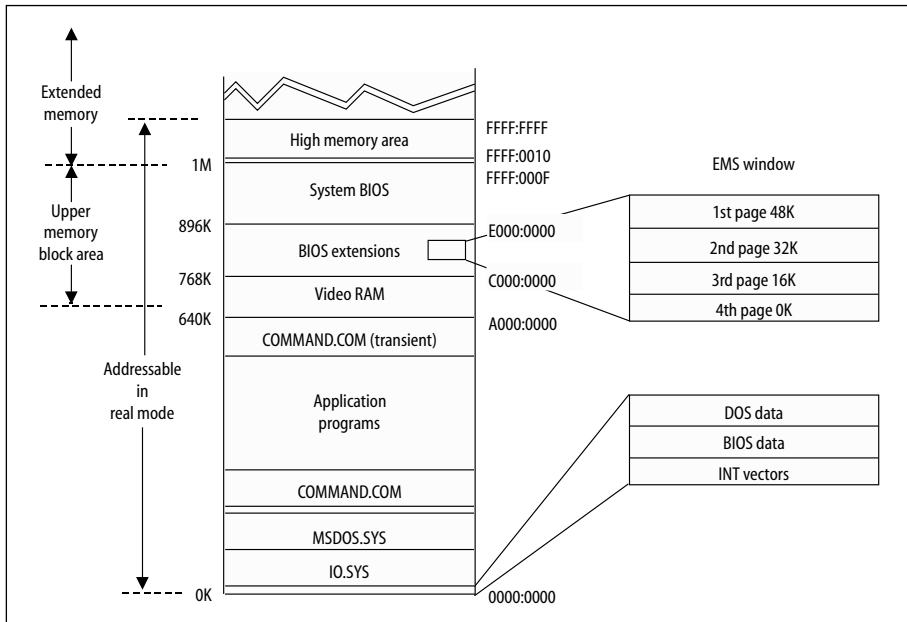 Extended
memory
High memory area
FFFF:FFFF
FFFF:0010
1M
FFFF:000F
EMS window
System BIOS
Upper
memory
block area
896K
E000:0000
1st page 48K
BIOS extensions
2nd page 32K
768K
C000:0000
3rd page 16K
Video RAM
4th page 0K
640K
A000:0000
COMMAND.COM (transient)
Addressable
in
real mode
Application
programs
DOS data
BIOS data
INT vectors
COMMAND.COM
MSDOS.SYS
IO.SYS
0K
0000:0000